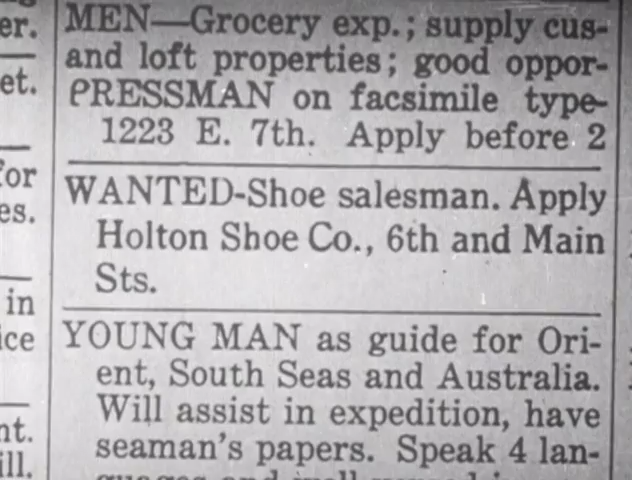 er.
et.
for
es.
in
ice
nt.
ill.
MEN—Grocery exp.; supply cus-
and loft properties; good oppor-
PRESSMAN on facsimile type-
1223 E. 7th. Apply before 2
WANTED-Shoe salesman. Apply
Holton Shoe Co., 6th and Main
Sts.
YOUNG MAN as guide for Ori-
ent, South Seas and Australia.
Will assist in expedition, have
seaman's papers. Speak 4 lan-